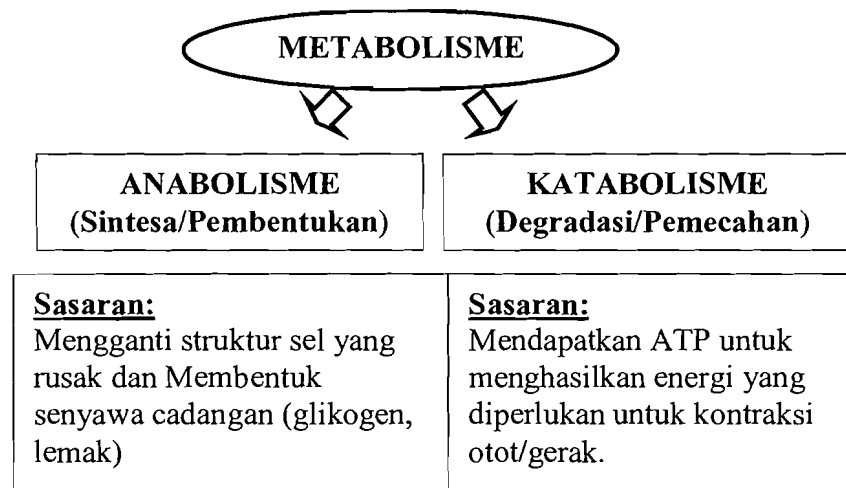 METABOLISME
ANABOLISME
(Sintesa/Pembentukan)
KATABOLISME
(Degradasi/Pemecahan)
Sasaran:
Mengganti struktur sel yang
rusak dan Membentuk
senyawa cadangan (glikogen,
lemak)
Sasaran:
Mendapatkan ATP untuk
menghasilkan energi yang
diperlukan untuk kontraksi
otot/gerak.